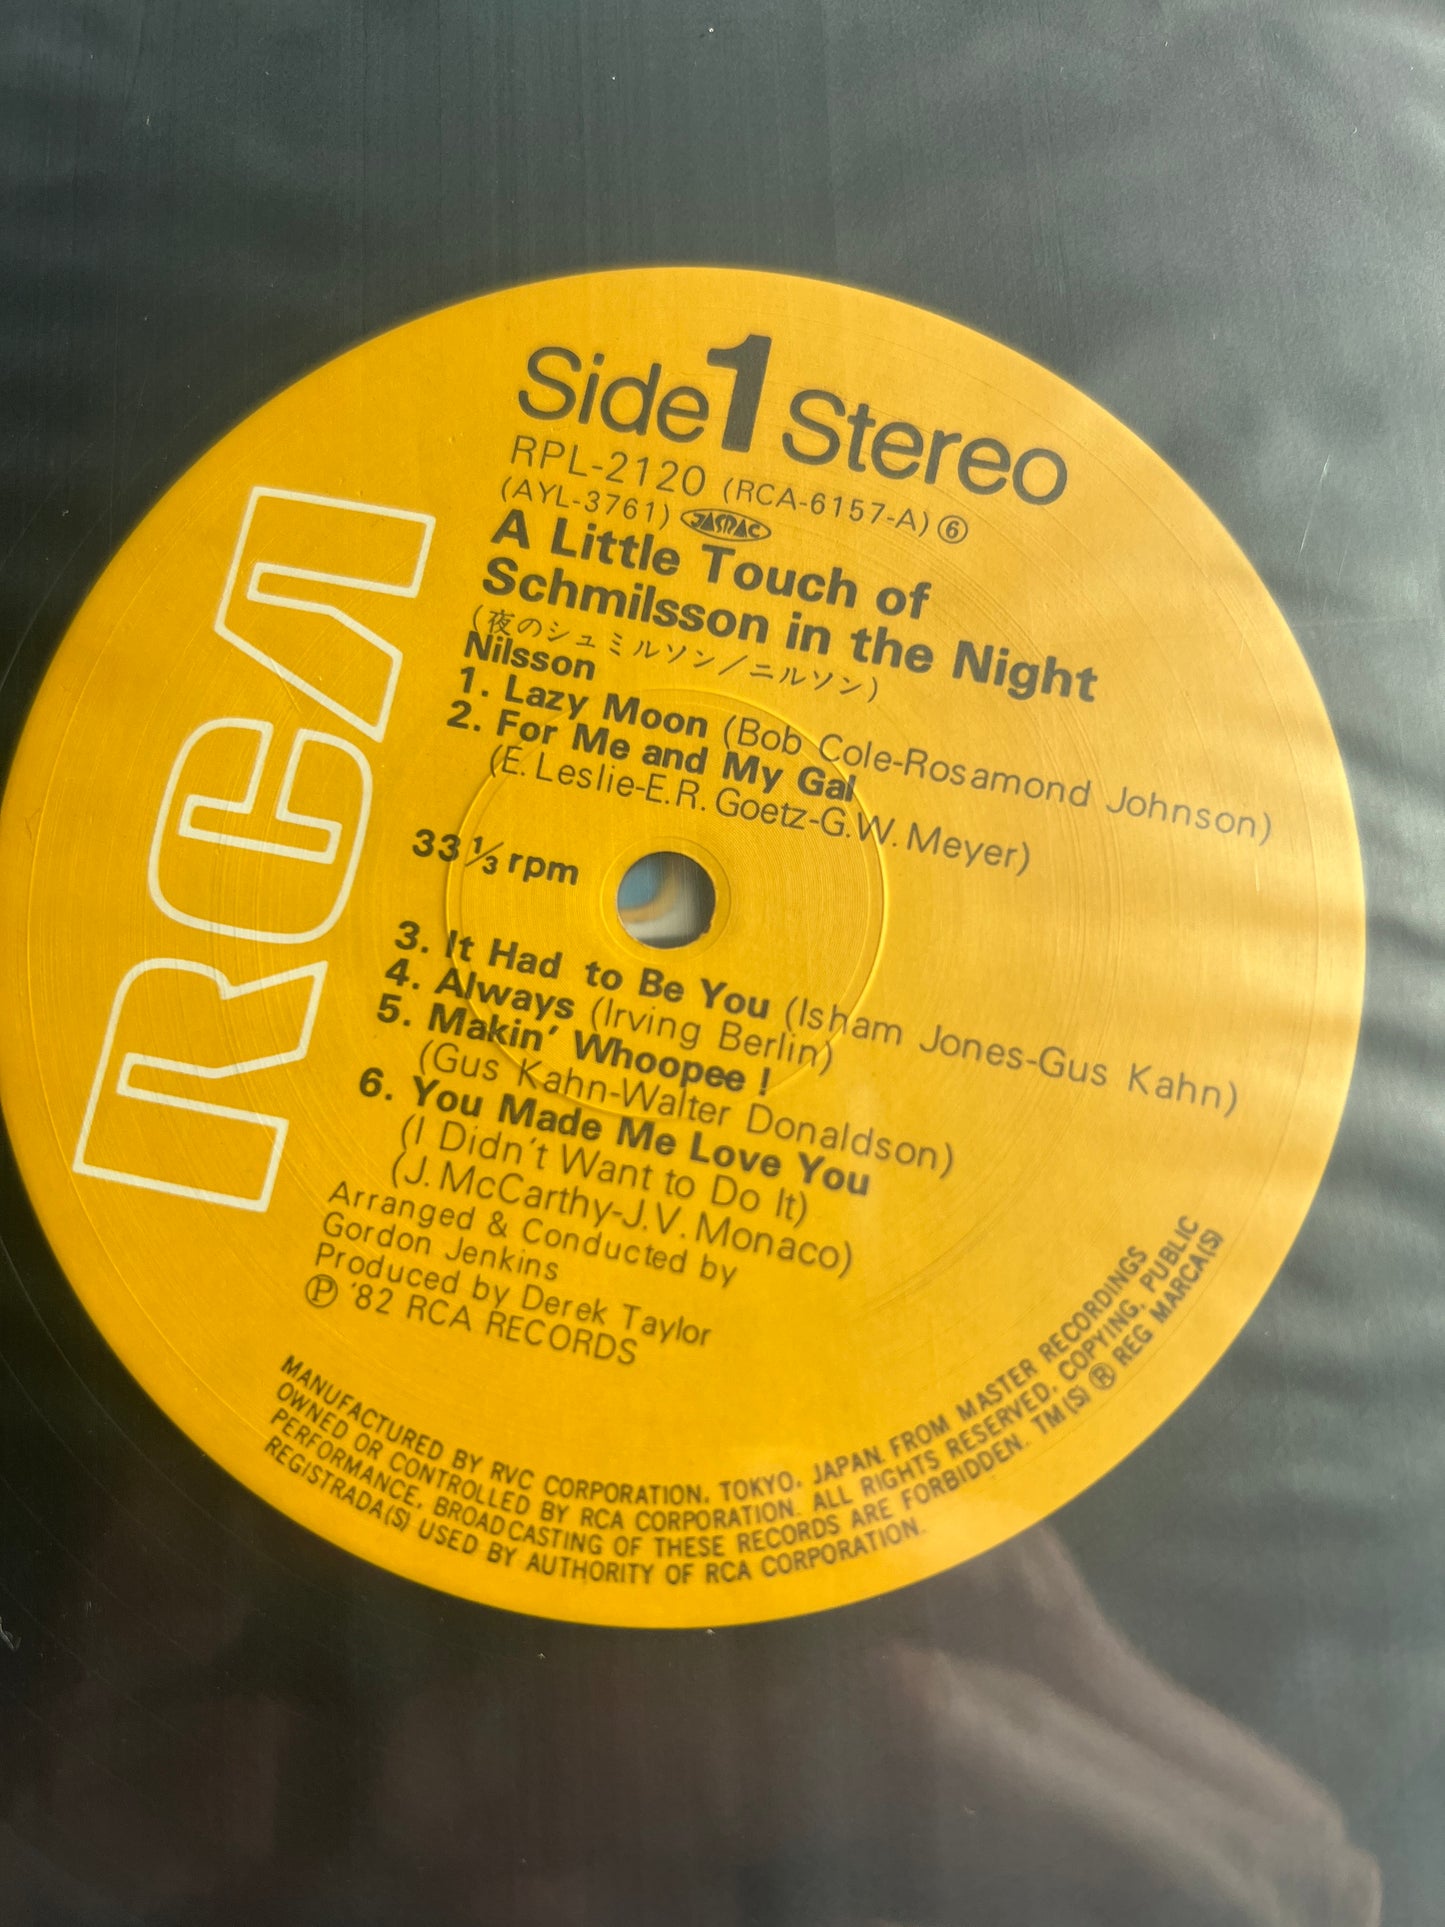 RCA
Side 1 Stereo
RPL-2120 (RCA-6157-A) ⑥
(AYL-3761) JASRAC
A Little Touch of
Schmilsson in the Night
(夜のシュミルソン/ニルソン)
Nilsson
1. Lazy Moon (Bob Cole-Rosamond Johnson)
2. For Me and My Gal
(E. Leslie-E.R. Goetz-G.W. Meyer)
33 1/3 rpm
3. It Had to Be You (Isham Jones-Gus Kahn)
4. Always (Irving Berlin)
5. Makin' Whoopee !
(Gus Kahn-Walter Donaldson)
6. You Made Me Love You
(I Didn't Want to Do It)
(J. McCarthy-J.V. Monaco)
Arranged & Conducted by
Gordon Jenkins
Produced by Derek Taylor
Ⓟ '82 RCA RECORDS
MANUFACTURED BY RVC CORPORATION, TOKYO, JAPAN FROM MASTER RECORDINGS
OWNED OR CONTROLLED BY RCA CORPORATION. ALL RIGHTS RESERVED. COPYING, PUBLIC
PERFORMANCE, BROADCASTING OF THESE RECORDS ARE FORBIDDEN. TM(S) ® REG MARCA(S)
REGISTRADA(S) USED BY AUTHORITY OF RCA CORPORATION.